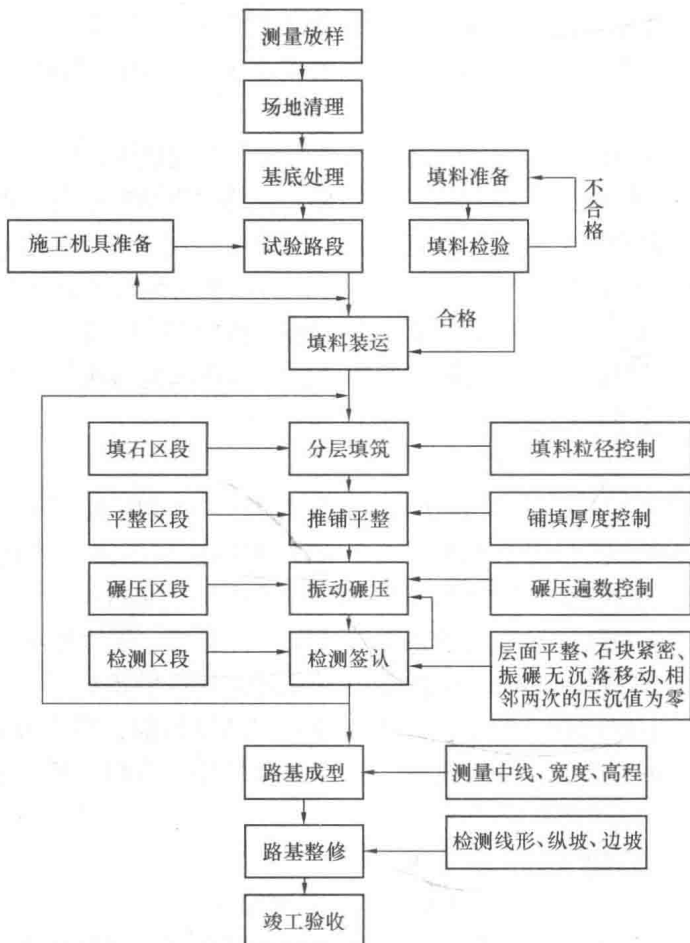 测量放样
场地清理
基底处理
填料准备
不合格
施工机具准备
试验路段
填料检验
合格
填料装运
填石区段
分层填筑
填料粒径控制
平整区段
推铺平整
铺填厚度控制
碾压区段
振动碾压
碾压遍数控制
检测区段
检测签认
层面平整、石块紧密、
振碾无沉落移动、相
邻两次的压沉值为零
路基成型
测量中线、宽度、高程
路基整修
检测线形、纵坡、边坡
竣工验收